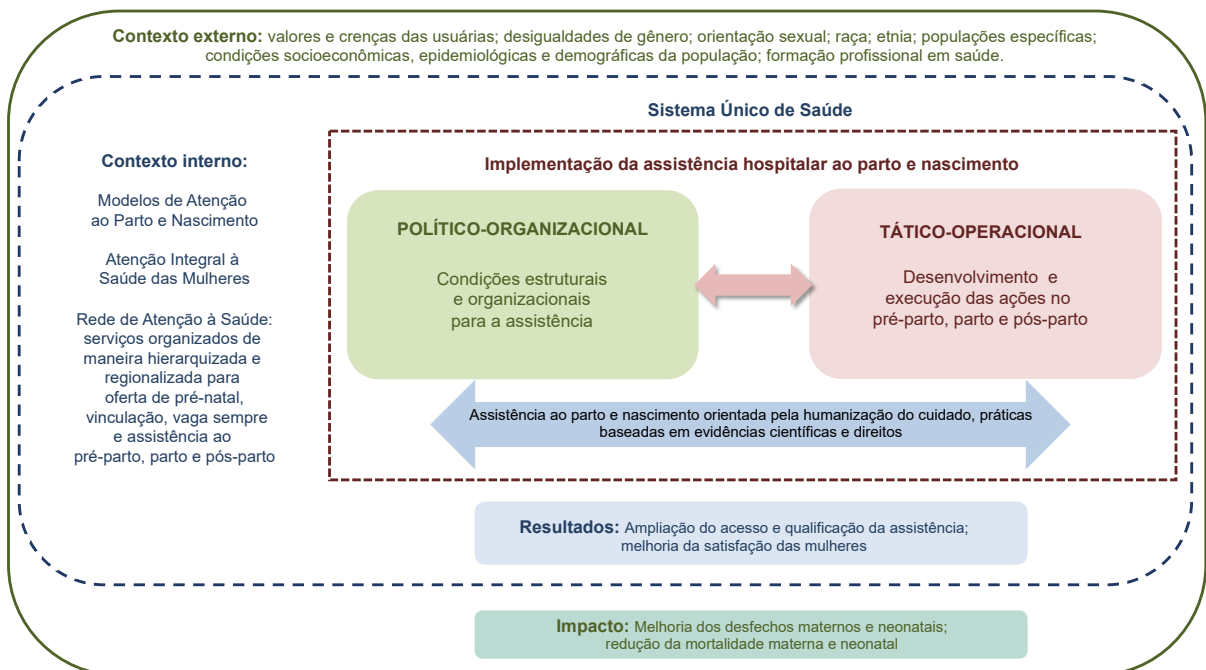 Contexto externo: valores e crenças das usuárias; desigualdades de gênero; orientação sexual; raça; etnia; populações específicas;
condições socioeconômicas, epidemiológicas e demográficas da população; formação profissional em saúde.
Sistema Único de Saúde
Contexto interno:
Modelos de Atenção
ao Parto e Nascimento
Atenção Integral à
Saúde das Mulheres
Rede de Atenção à Saúde:
serviços organizados de
maneira hierarquizada e
regionalizada para
oferta de pré-natal,
vinculação, vaga sempre
e assistência ao
pré-parto, parto e pós-parto
Implementação da assistência hospitalar ao parto e nascimento
POLÍTICO-ORGANIZACIONAL
Condições estruturais
e organizacionais
para a assistência
TÁTICO-OPERACIONAL
Desenvolvimento e
execução das ações no
pré-parto, parto e pós-parto
Assistência ao parto e nascimento orientada pela humanização do cuidado, práticas
baseadas em evidências científicas e direitos
Resultados: Ampliação do acesso e qualificação da assistência;
melhoria da satisfação das mulheres
Impacto: Melhoria dos desfechos maternos e neonatais;
redução da mortalidade materna e neonatal